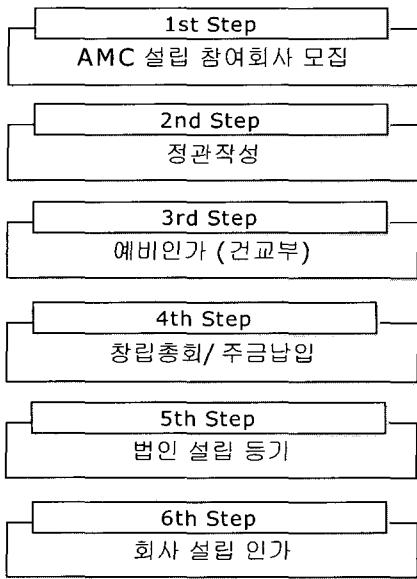 1st Step
AMC 설립 참여회사 모집
2nd Step
정관작성
3rd Step
예비인가 (건교부)
4th Step
창립총회/ 주금납입
5th Step
법인 설립 등기
6th Step
회사 설립 인가